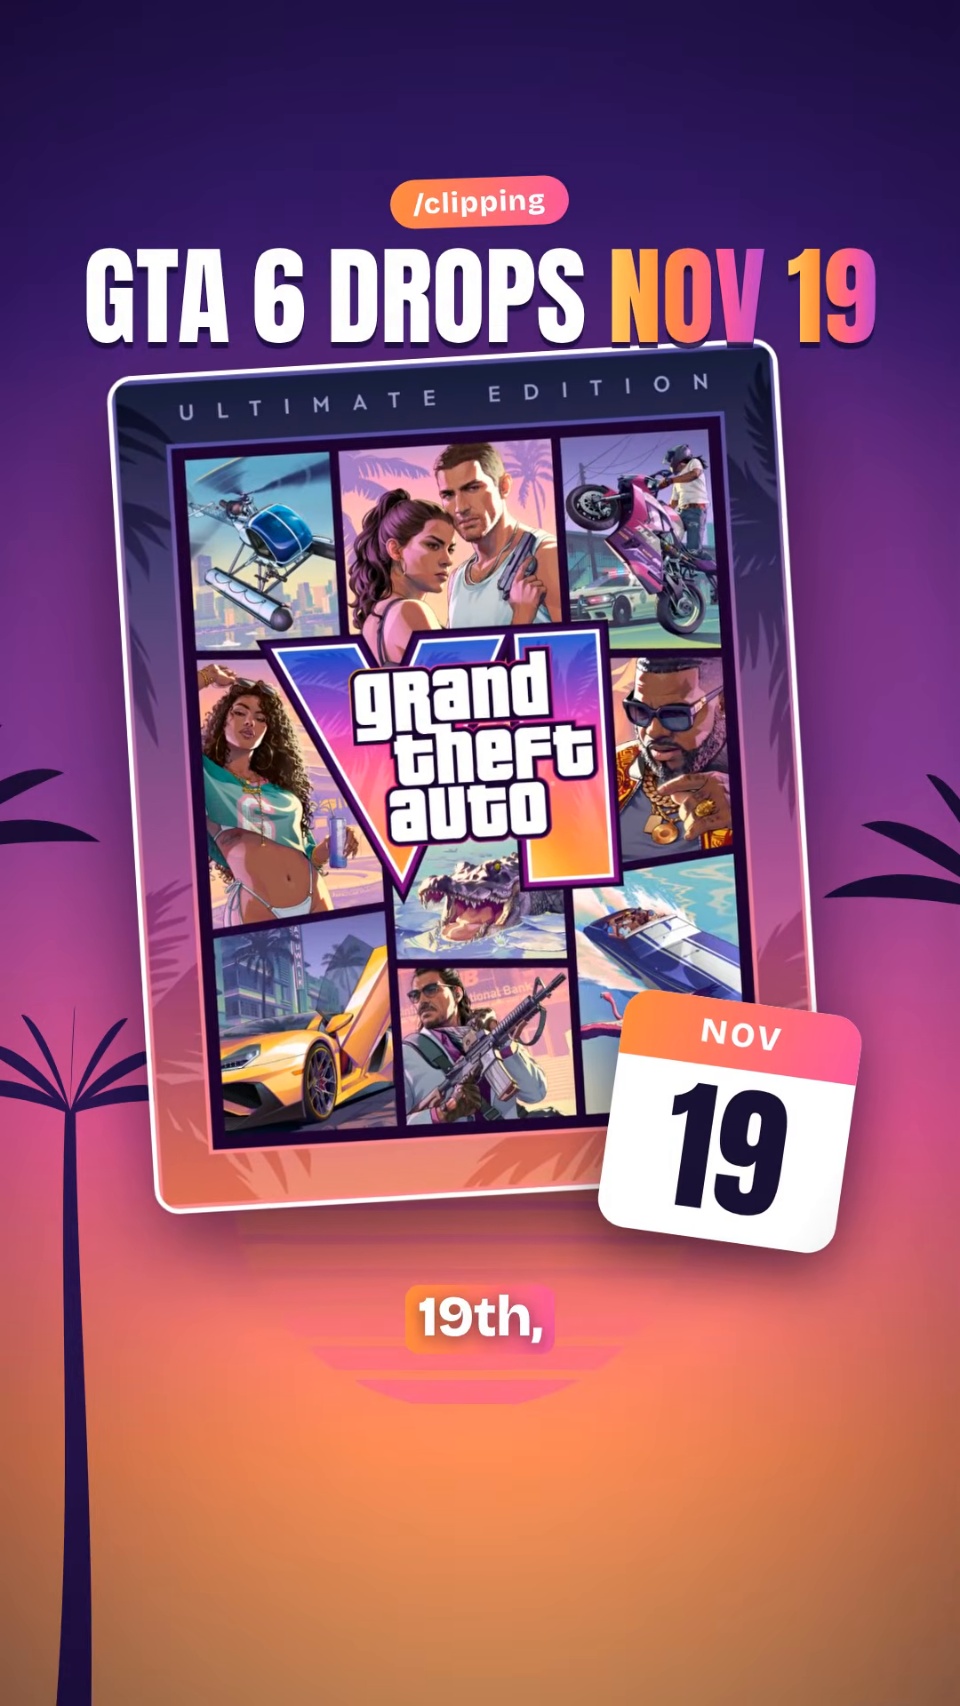 /clipping
GTA 6 DROPS NOV 19
ULTIMATE EDITION
VI
grand
theft
auto
NOV
19
19th,